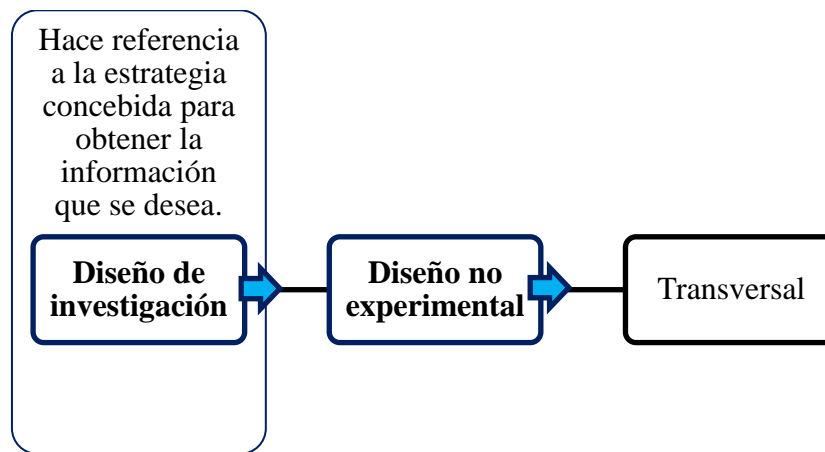 Hace referencia
a la estrategia
concebida para
obtener la
información
que se desea.
Diseño de
investigación
Diseño no
experimental
Transversal